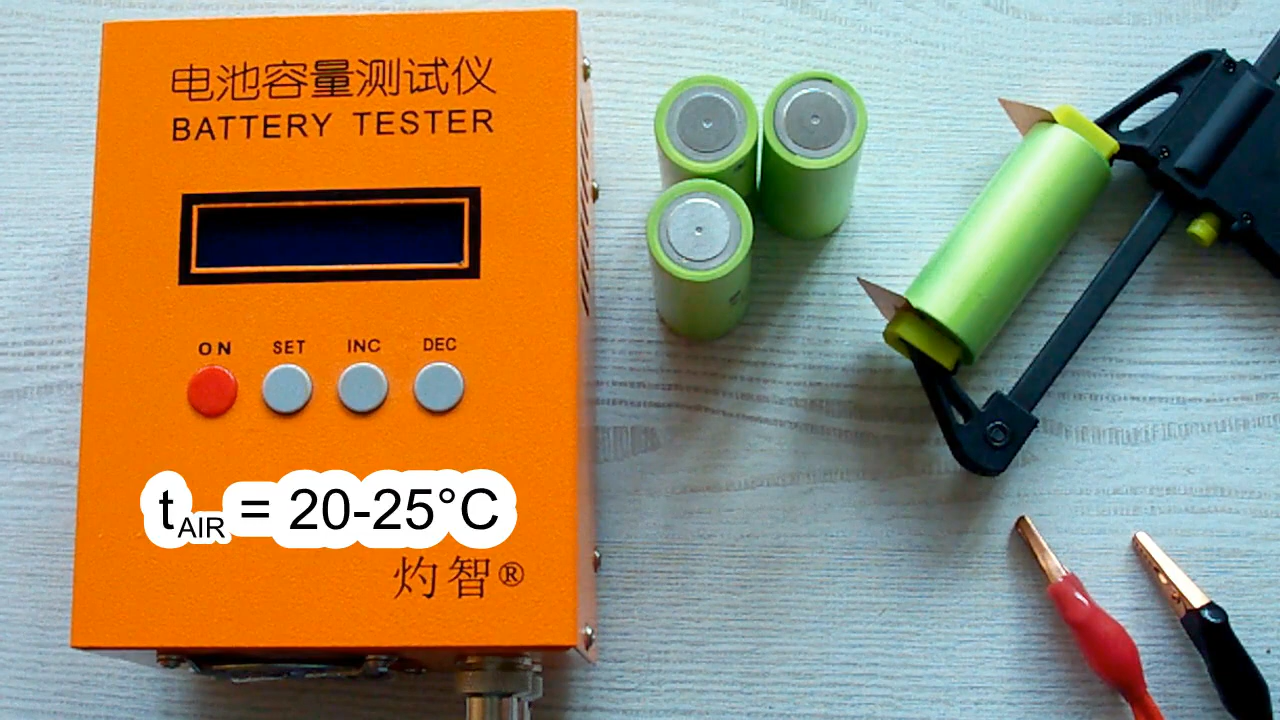 电池容量测试仪
BATTERY TESTER
ON SET INC DEC
tAIR = 20-25°C
灼智®